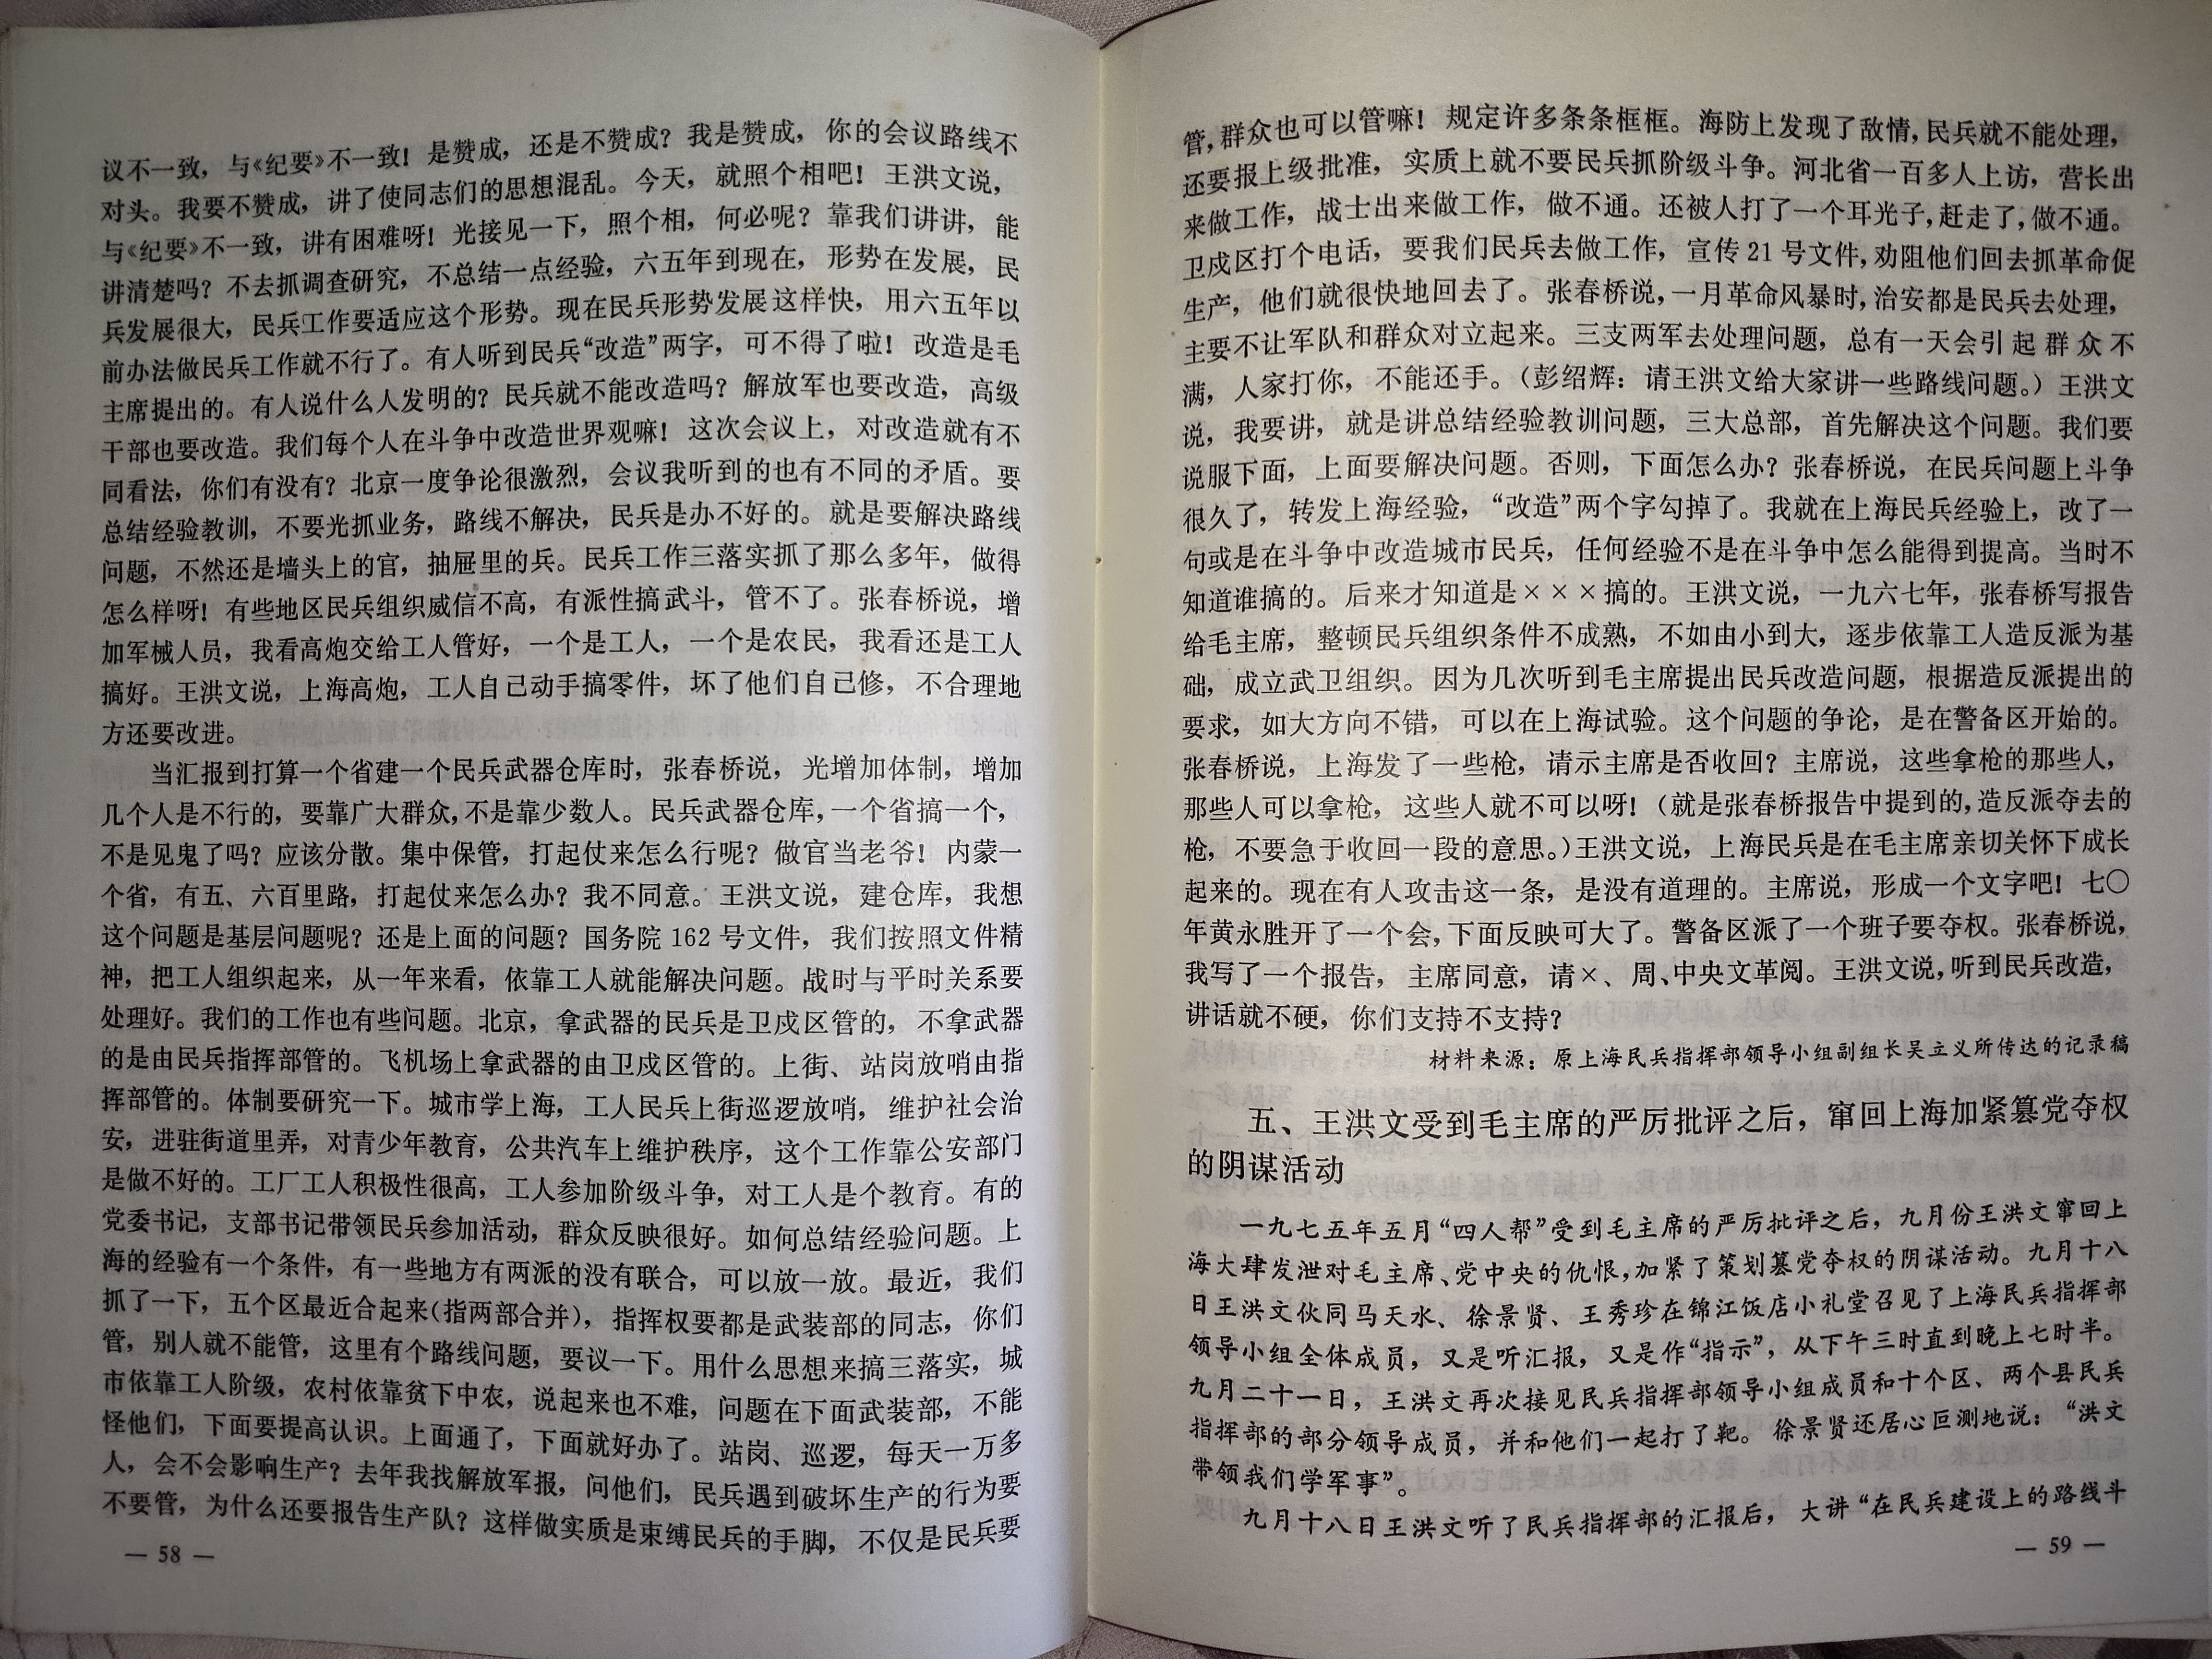 议不一致，与《纪要》不一致！是赞成，还是不赞成？我是赞成，你的会议路线不
对头。我要不赞成，讲了使同志们的思想混乱。今天，就照个相吧！王洪文说，
与《纪要》不一致，讲有困难呀！光接见一下，照个相，何必呢？靠我们讲讲，能
讲清楚吗？不去抓调查研究，不总结一点经验，六五年到现在，形势在发展，民
兵发展很大，民兵工作要适应这个形势。现在民兵形势发展这样快，用六五年以
前办法做民兵工作就不行了。有人听到民兵“改造”两字，可不得了啦！改造是毛
主席提出的。有人说什么人发明的？民兵就不能改造吗？解放军也要改造，高级
干部也要改造。我们每个人在斗争中改造世界观嘛！这次会议上，对改造就有不
同看法，你们有没有？北京一度争论很激烈，会议我听到的也有不同的矛盾。要
总结经验教训，不要光抓业务，路线不解决，民兵是办不好的。就是要解决路线
问题，不然还是墙头上的官，抽屉里的兵。民兵工作三落实抓了那么多年，做得
怎么样呀！有些地区民兵组织威信不高，有派性搞武斗，管不了。张春桥说，增
加军械人员，我看高炮交给工人管好，一个是工人，一个是农民，我看还是工人
搞好。王洪文说，上海高炮，工人自己动手搞零件，坏了他们自己修，不合理地
方还要改进。
当汇报到打算一个省建一个民兵武器仓库时，张春桥说，光增加体制，增加
几个人是不行的，要靠广大群众，不是靠少数人。民兵武器仓库，一个省搞一个，
不是见鬼了吗？应该分散。集中保管，打起仗来怎么行呢？做官当老爷！内蒙一
个省，有五、六百里路，打起仗来怎么办？我不同意。王洪文说，建仓库，我想
这个问题是基层问题呢？还是上面的问题？国务院 162 号文件，我们按照文件精
神，把工人组织起来，从一年来看，依靠工人就能解决问题。战时与平时关系要
处理好。我们的工作也有些问题。北京，拿武器的民兵是卫戍区管的，不拿武器
的是由民兵指挥部管的。飞机场上拿武器的由卫戍区管的。上街、站岗放哨由指
挥部管的。体制要研究一下。城市学上海，工人民兵上街巡逻放哨，维护社会治
安，进驻街道里弄，对青少年教育，公共汽车上维护秩序，这个工作靠公安部门
是做不好的。工厂工人积极性很高，工人参加阶级斗争，对工人是个教育。有的
党委书记，支部书记带领民兵参加活动，群众反映很好。如何总结经验问题。上
海的经验有一个条件，有一些地方有两派的没有联合，可以放一放。最近，我们
抓了一下，五个区最近合起来（指两部合并），指挥权要都是武装部的同志，你们
管，别人就不能管，这里有个路线问题，要议一下。用什么思想来搞三落实，城
市依靠工人阶级，农村依靠贫下中农，说起来也不难，问题在下面武装部，不能
怪他们，下面要提高认识。上面通了，下面就好办了。站岗、巡逻，每天一万多
人，会不会影响生产？去年我找解放军报，问他们，民兵遇到破坏生产的行为要
不要管，为什么还要报告生产队？这样做实质是束缚民兵的手脚，不仅是民兵要
— 58 —
管，群众也可以管嘛！规定许多条条框框。海防上发现了敌情，民兵就不能处理，
还要报上级批准，实质上就不要民兵抓阶级斗争。河北省一百多人上访，营长出
来做工作，战士出来做工作，做不通。还被人打了一个耳光子，赶走了，做不通。
卫戍区打个电话，要我们民兵去做工作，宣传 21 号文件，劝阻他们回去抓革命促
生产，他们就很快地回去了。张春桥说，一月革命风暴时，治安都是民兵去处理，
主要不让军队和群众对立起来。三支两军去处理问题，总有一天会引起群众不
满，人家打你，不能还手。（彭绍辉：请王洪文给大家讲一些路线问题。）王洪文
说，我要讲，就是讲总结经验教训问题，三大总部，首先解决这个问题。我们要
说服下面，上面要解决问题。否则，下面怎么办？张春桥说，在民兵问题上斗争
很久了，转发上海经验，“改造”两个字勾掉了。我就在上海民兵经验上，改了一
句或是在斗争中改造城市民兵，任何经验不是在斗争中怎么能得到提高。当时不
知道谁搞的。后来才知道是×××搞的。王洪文说，一九六七年，张春桥写报告
给毛主席，整顿民兵组织条件不成熟，不如由小到大，逐步依靠工人造反派为基
础，成立武卫组织。因为几次听到毛主席提出民兵改造问题，根据造反派提出的
要求，如大方向不错，可以在上海试验。这个问题的争论，是在警备区开始的。
张春桥说，上海发了一些枪，请示主席是否收回？主席说，这些拿枪的那些人，
那些人可以拿枪，这些人就不可以呀！（就是张春桥报告中提到的，造反派夺去的
枪，不要急于收回一段的意思。）王洪文说，上海民兵是在毛主席亲切关怀下成长
起来的。现在有人攻击这一条，是没有道理的。主席说，形成一个文字吧！七〇
年黄永胜开了一个会，下面反映可大了。警备区派了一个班子要夺权。张春桥说，
我写了一个报告，主席同意，请×、周、中央文革阅。王洪文说，听到民兵改造，
讲话就不硬，你们支持不支持？
材料来源：原上海民兵指挥部领导小组副组长吴立义所传达的记录稿
五、王洪文受到毛主席的严厉批评之后，窜回上海加紧篡党夺权
的阴谋活动
一九七五年五月“四人帮”受到毛主席的严厉批评之后，九月份王洪文窜回上
海大肆发泄对毛主席、党中央的仇恨，加紧了策划篡党夺权的阴谋活动。九月十八
日王洪文伙同马天水、徐景贤、王秀珍在锦江饭店小礼堂召见了上海民兵指挥部
领导小组全体成员，又是听汇报，又是作“指示”，从下午三时直到晚上七时半。
九月二十一日，王洪文再次接见民兵指挥部领导小组成员和十个区、两个县民兵
指挥部的部分领导成员，并和他们一起打了靶。徐景贤还居心叵测地说：“洪文
带领我们学军事”。
九月十八日王洪文听了民兵指挥部的汇报后，大讲“在民兵建设上的路线斗
— 59 —